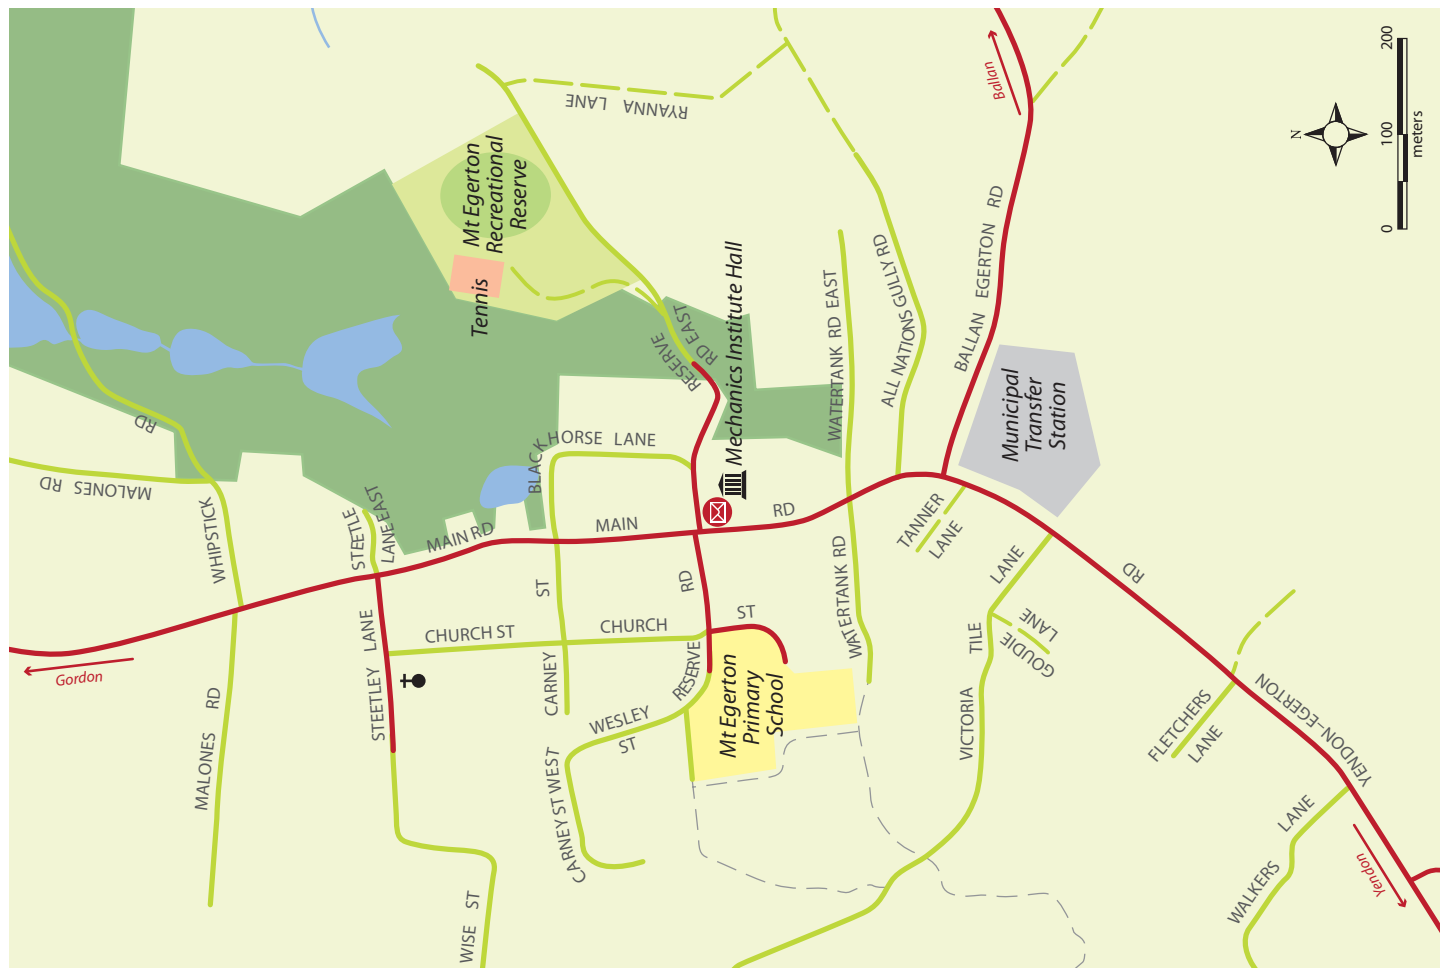 RYANNA LANE
Ballan
N
0 100 200
meters
Mt Egerton
Recreational
Reserve
Tennis
RESERVE
RD EAST
Mechanics Institute Hall
WATERTANK RD EAST
ALL NATIONS GULLY RD
BALLAN EGERTON RD
Municipal
Transfer
Station
RD
MALONES RD
WHIPSTICK
STEETLE
LANE EAST
MAIN RD
BLACK HORSE LANE
MAIN RD
TANNER
LANE
LANE
RD
ST
RD
ST
WATERTANK RD
TILE
GOUDIE
LANE
STEETLEY LANE
CHURCH ST
CHURCH
Gordon
MALONES RD
CARNEY
RESERVE
Mt Egerton
Primary
School
WESLEY
ST
CARNEY ST WEST
VICTORIA
FLETCHERS
LANE
YENDON-EGERTON
WALKERS LANE
Yendon
WISE ST